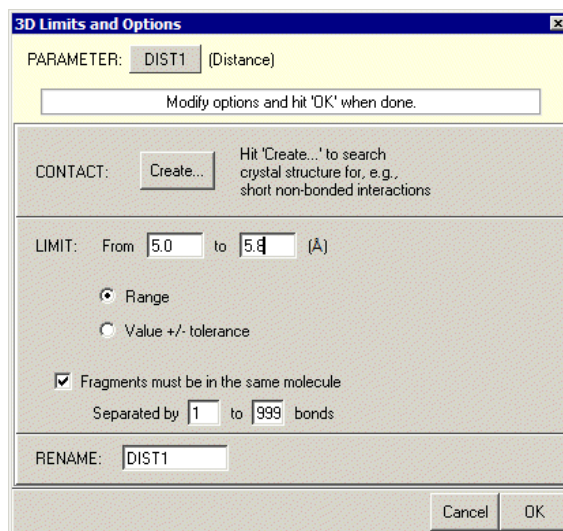 3D Limits and Options
PARAMETER: DIST1 (Distance)
Modify options and hit 'OK' when done.
CONTACT: Create... Hit 'Create...' to search
crystal structure for, e.g.,
short non-bonded interactions
LIMIT: From 5.0 to 5.8 (Å)
Range
Value +/- tolerance
Fragments must be in the same molecule
Separated by 1 to 999 bonds
RENAME: DIST1
Cancel OK